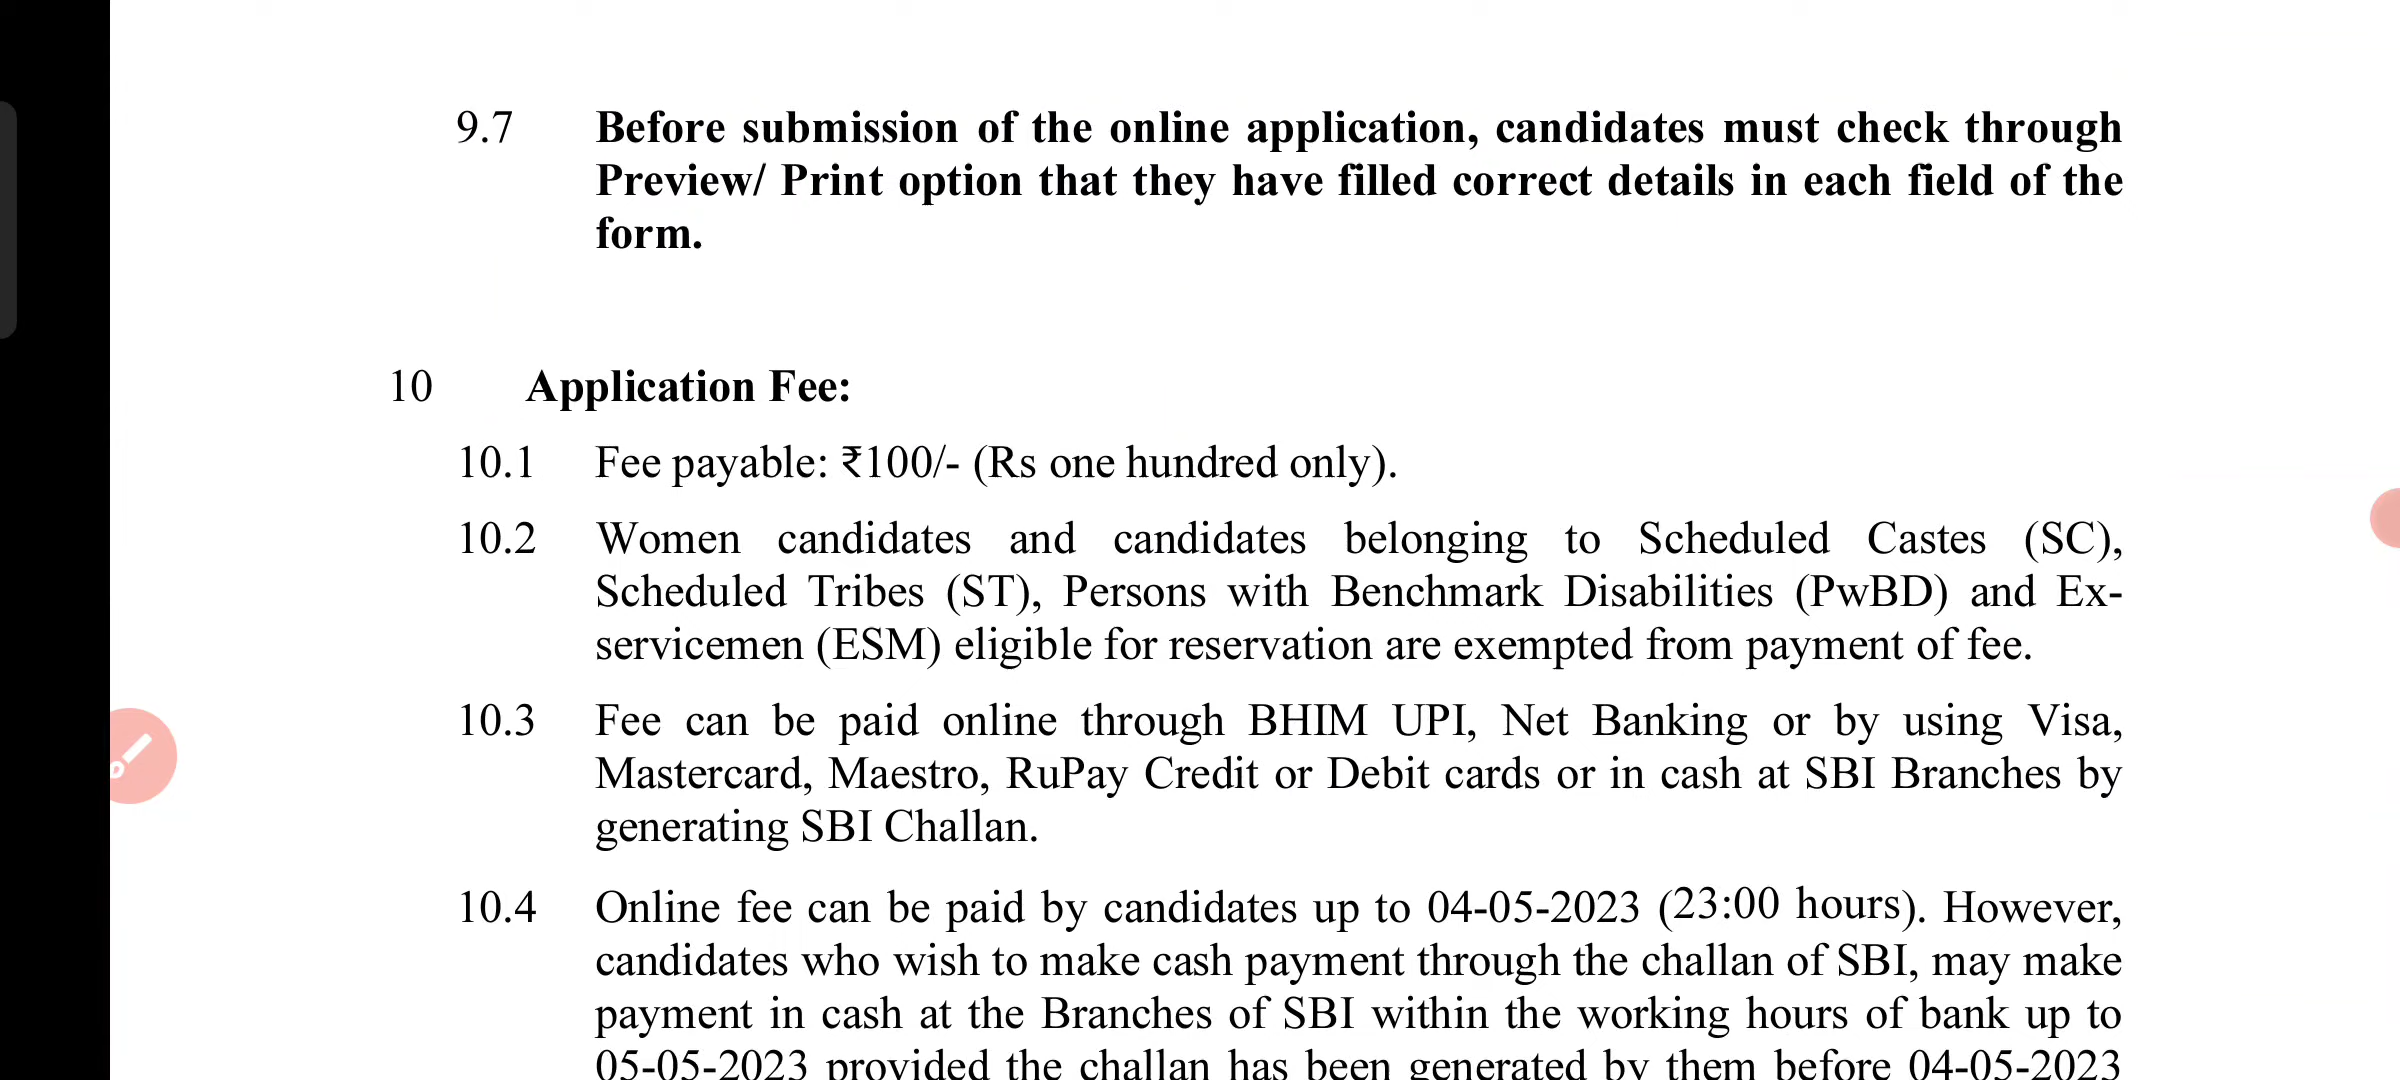 9.7 Before submission of the online application, candidates must check through
Preview/ Print option that they have filled correct details in each field of the
form.
10 Application Fee:
10.1 Fee payable: ₹100/- (Rs one hundred only).
10.2 Women candidates and candidates belonging to Scheduled Castes (SC),
Scheduled Tribes (ST), Persons with Benchmark Disabilities (PwBD) and Ex-
servicemen (ESM) eligible for reservation are exempted from payment of fee.
10.3 Fee can be paid online through BHIM UPI, Net Banking or by using Visa,
Mastercard, Maestro, RuPay Credit or Debit cards or in cash at SBI Branches by
generating SBI Challan.
10.4 Online fee can be paid by candidates up to 04-05-2023 (23:00 hours). However,
candidates who wish to make cash payment through the challan of SBI, may make
payment in cash at the Branches of SBI within the working hours of bank up to
05-05-2023 provided the challan has been generated by them before 04-05-2023